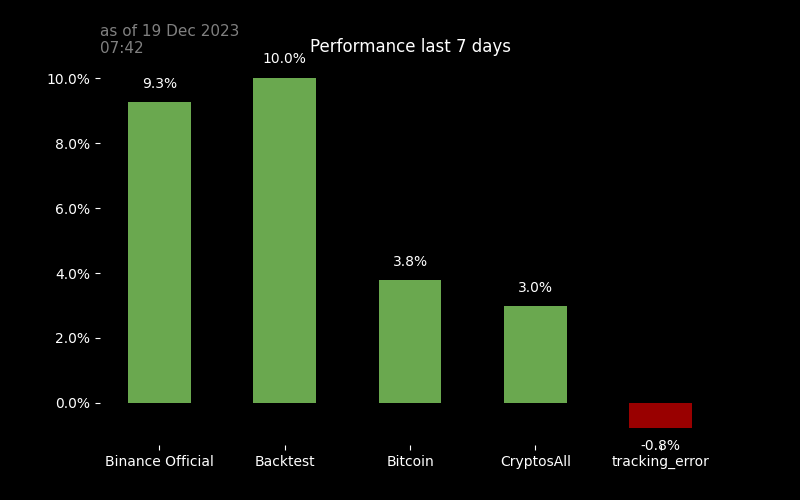 as of 19 Dec 2023
07:42
Performance last 7 days
10.0%
8.0%
6.0%
4.0%
2.0%
0.0%
9.3%
10.0%
3.8%
3.0%
-0.8%
Binance Official
Backtest
Bitcoin
CryptosAll
tracking_error